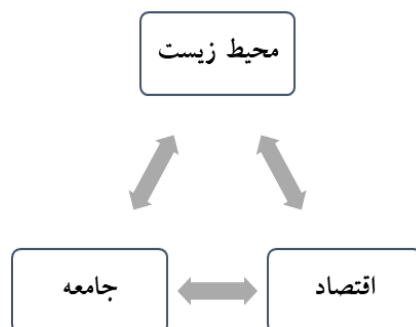 محیط زیست
اقتصاد
جامعه